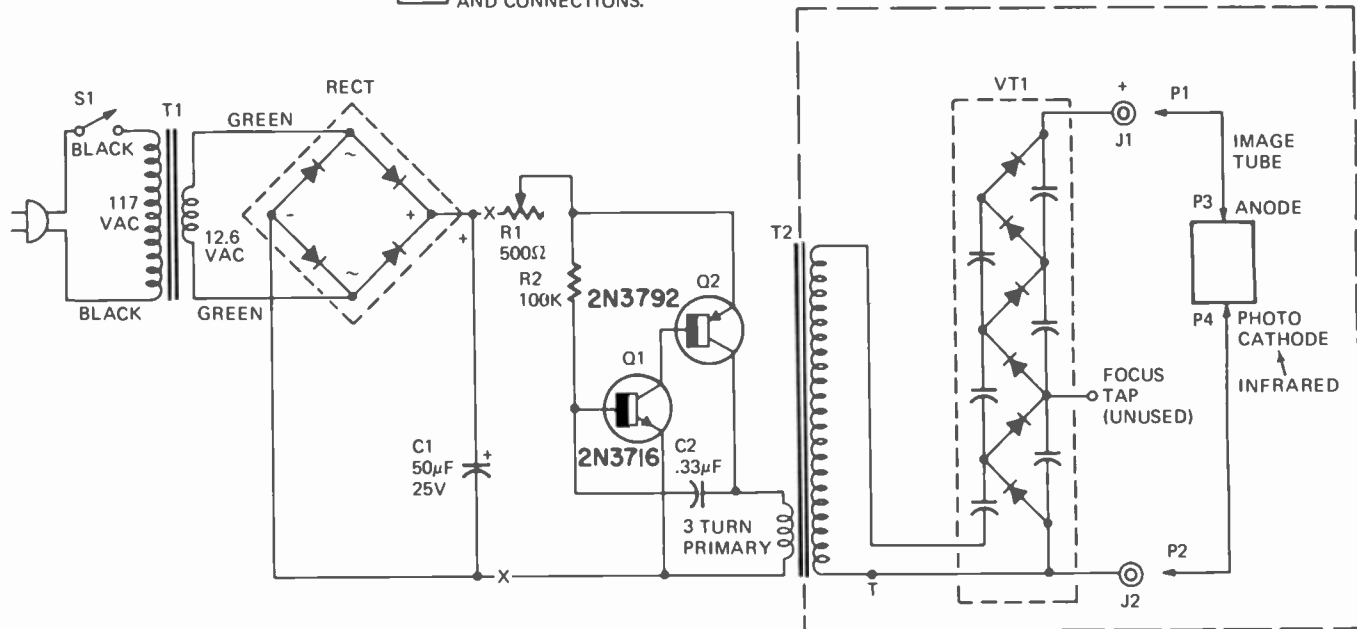 AND CONNECTIONS.
S1
T1
RECT
GREEN
BLACK
117
VAC
12.6
VAC
BLACK
GREEN
~
-
+
~
+
X
R1
500Ω
R2
100K
2N3792
Q2
Q1
2N3716
C1
50µF
25V
+
C2
.33µF
3 TURN
PRIMARY
X
T2
T
VT1
+
J1
P1
IMAGE
TUBE
P3
ANODE
P4
PHOTO
CATHODE
INFRARED
FOCUS
TAP
(UNUSED)
P2
J2